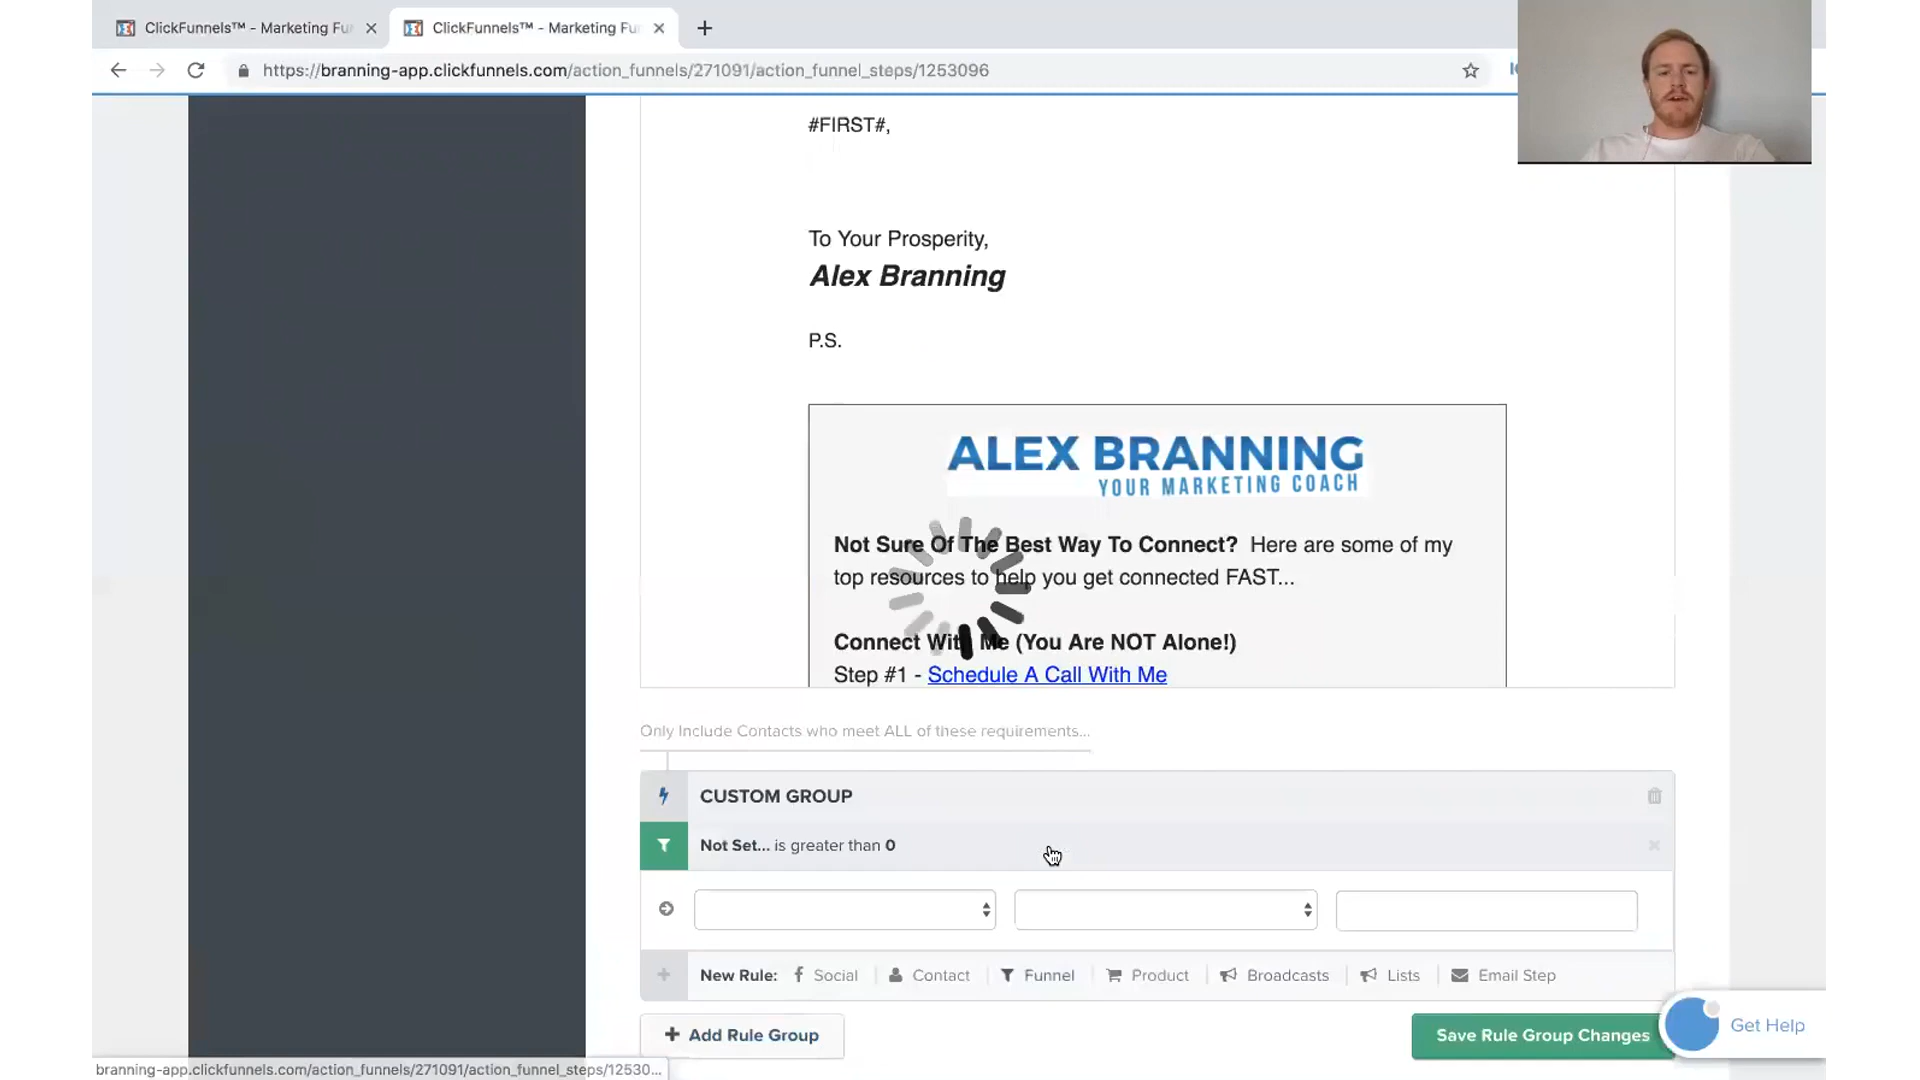 ClickFunnels™ - Marketing Fu
ClickFunnels™ - Marketing Fu
https://branning-app.clickfunnels.com/action_funnels/271091/action_funnel_steps/1253096
#FIRST#,
To Your Prosperity,
Alex Branning
P.S.
ALEX BRANNING
YOUR MARKETING COACH
Not Sure Of The Best Way To Connect? Here are some of my
top resources to help you get connected FAST...
Connect With Me (You Are NOT Alone!)
Step #1 - Schedule A Call With Me
Only Include Contacts who meet ALL of these requirements...
CUSTOM GROUP
Not Set... is greater than 0
New Rule: Social Contact Funnel Product Broadcasts Lists Email Step
Add Rule Group
Save Rule Group Changes
Get Help
branning-app.clickfunnels.com/action_funnels/271091/action_funnel_steps/12530...